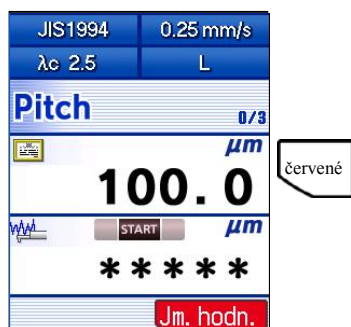 JIS1994 0.25 mm/s
λc 2.5 L
Pitch 0/3
µm
100.0
START µm
*****
Jm. hodn.
červené